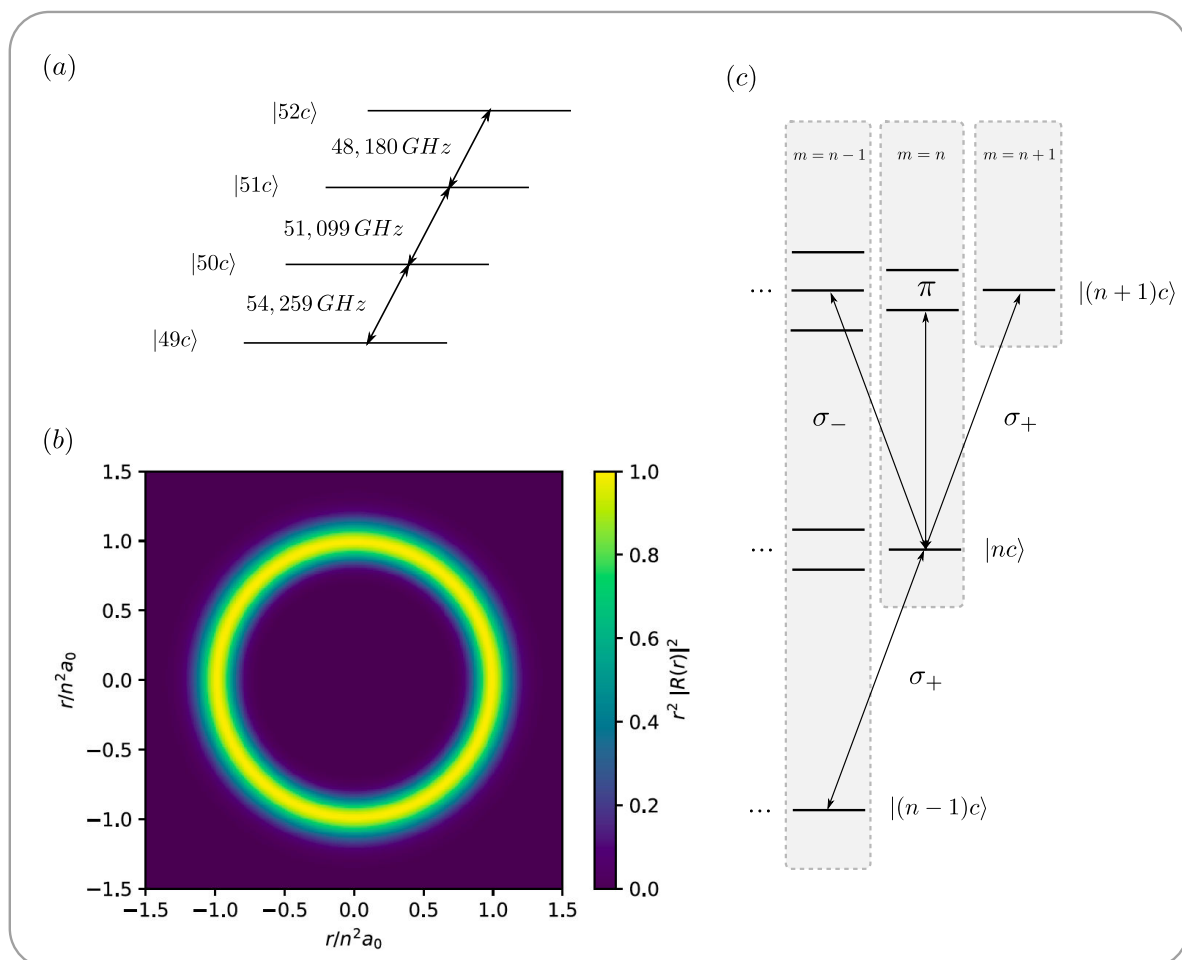 (a)
|52c⟩
48,180 GHz
|51c⟩
51,099 GHz
|50c⟩
54,259 GHz
|49c⟩
(b)
1.5
1.0
0.5
0.0
−0.5
−1.0
−1.5
r/n²a₀
−1.5 −1.0 −0.5 0.0 0.5 1.0 1.5
r/n²a₀
1.0
0.8
0.6
0.4
0.2
0.0
r² |R(r)|²
(c)
m = n − 1 m = n m = n + 1
... π |(n + 1)c⟩
σ₋ σ₊
... |nc⟩
σ₊
... |(n − 1)c⟩